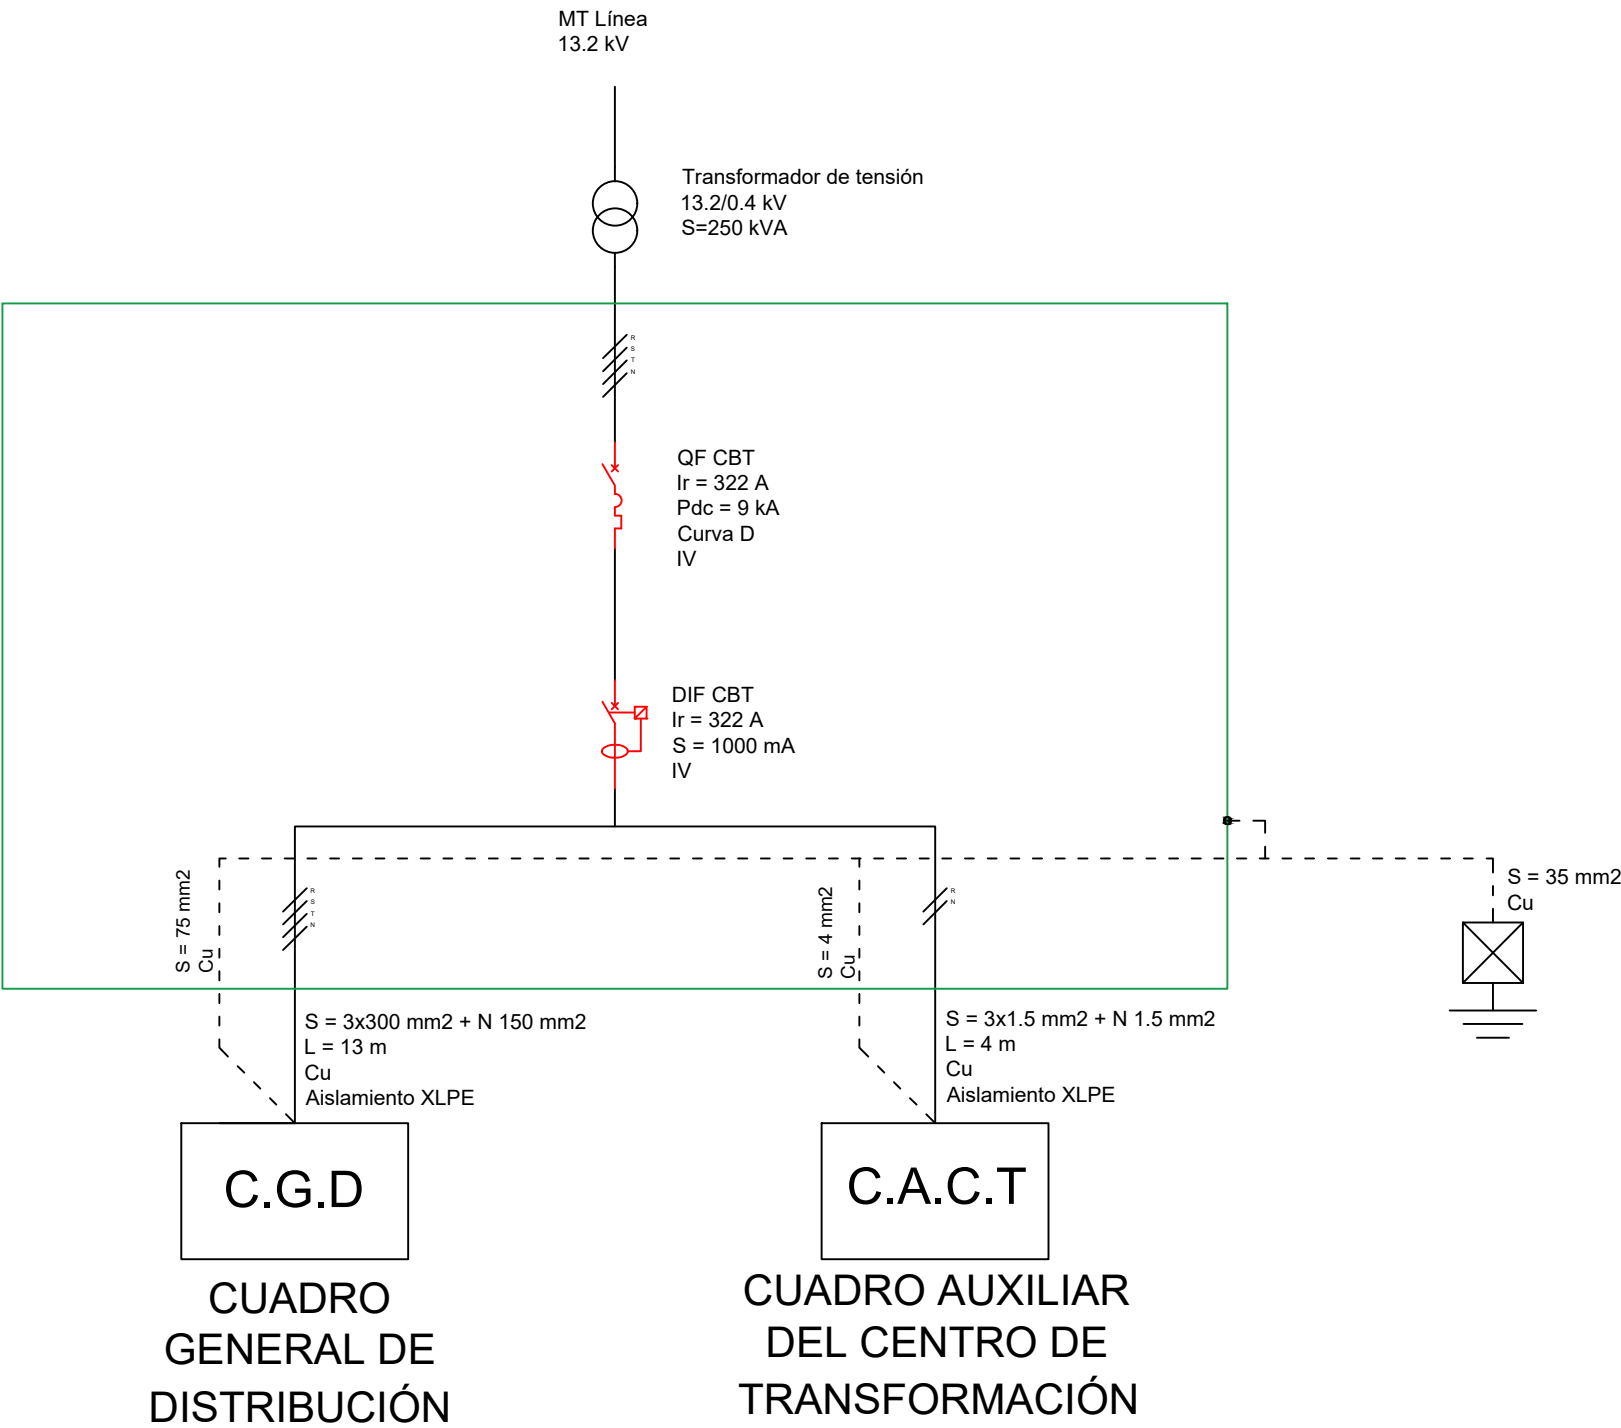 MT Línea
13.2 kV
Transformador de tensión
13.2/0.4 kV
S=250 kVA
R
S
T
N
QF CBT
Ir = 322 A
Pdc = 9 kA
Curva D
IV
DIF CBT
Ir = 322 A
S = 1000 mA
IV
S = 75 mm2
Cu
R
S
T
N
S = 4 mm2
Cu
R
N
S = 35 mm2
Cu
S = 3x300 mm2 + N 150 mm2
L = 13 m
Cu
Aislamiento XLPE
S = 3x1.5 mm2 + N 1.5 mm2
L = 4 m
Cu
Aislamiento XLPE
C.G.D
CUADRO
GENERAL DE
DISTRIBUCIÓN
C.A.C.T
CUADRO AUXILIAR
DEL CENTRO DE
TRANSFORMACIÓN